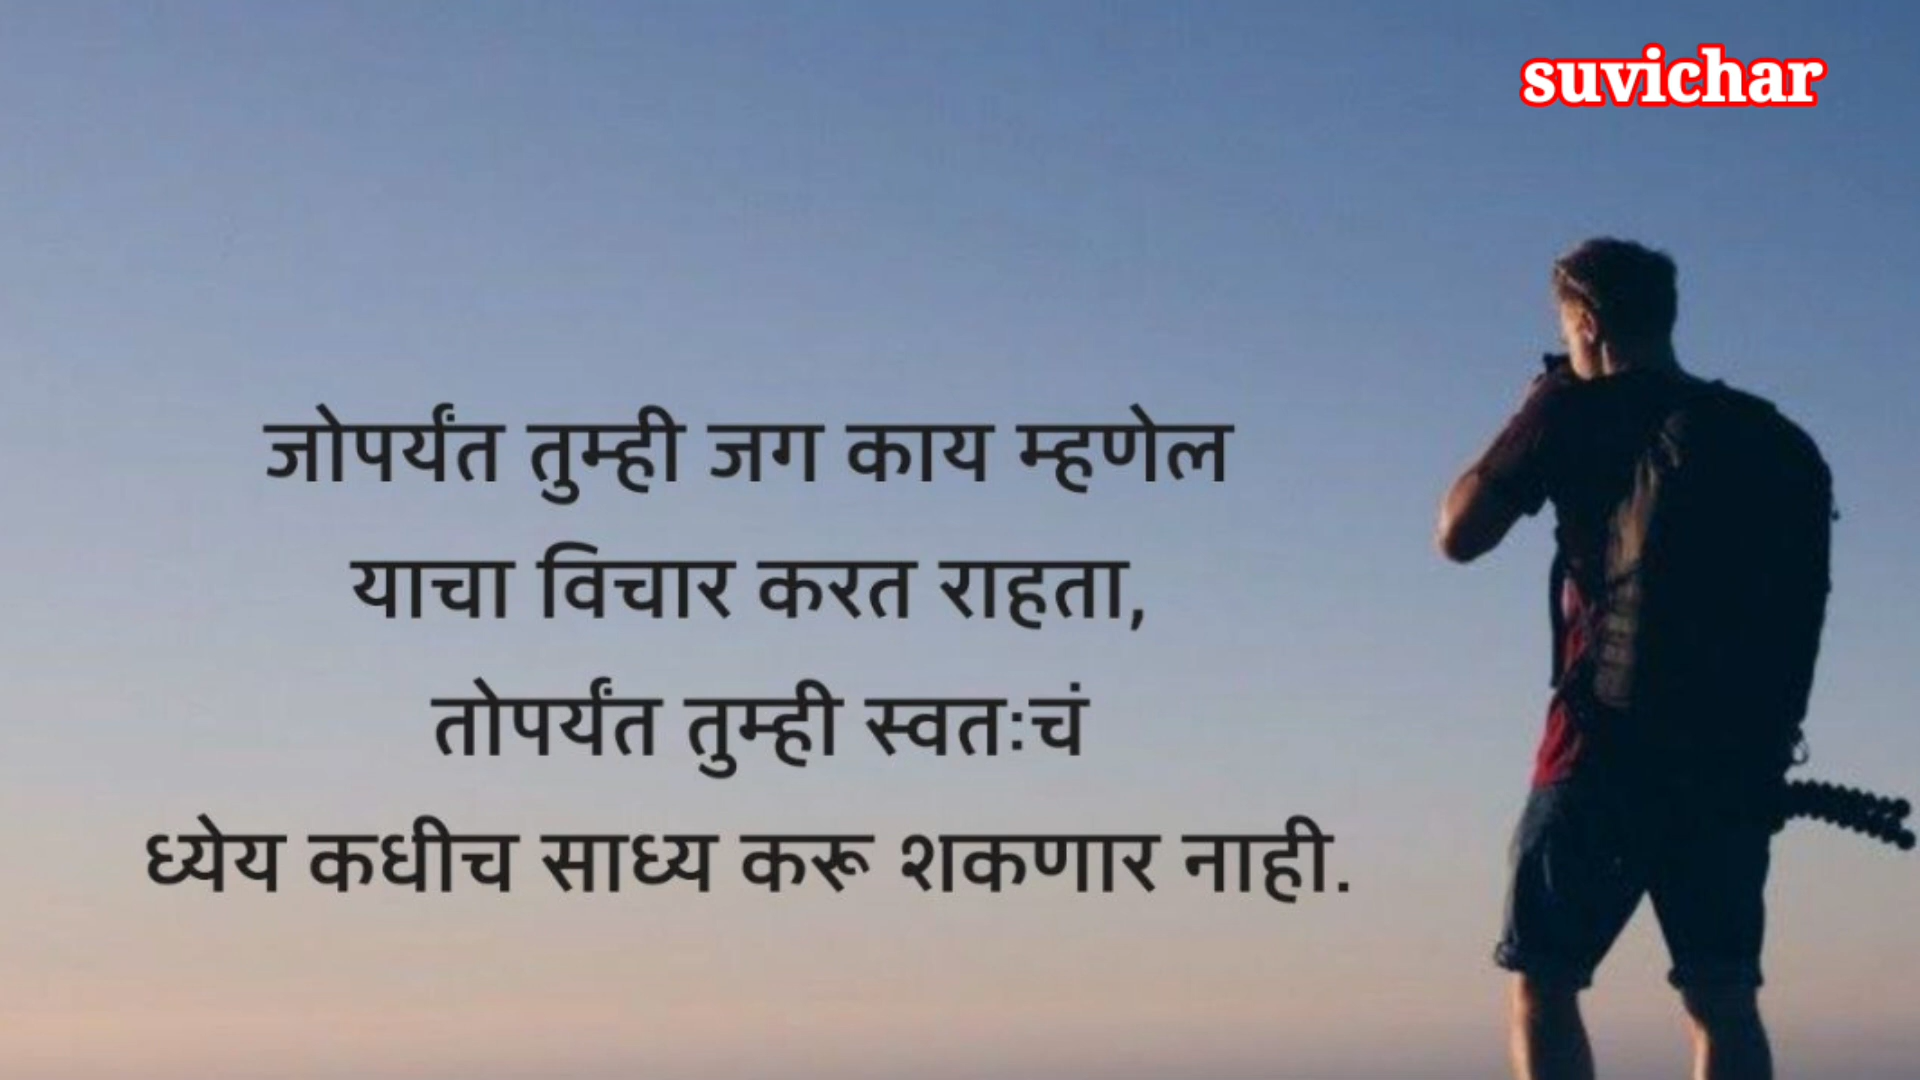 suvichar
जोपर्यंत तुम्ही जग काय म्हणेल
याचा विचार करत राहता,
तोपर्यंत तुम्ही स्वतःचं
ध्येय कधीच साध्य करू शकणार नाही.